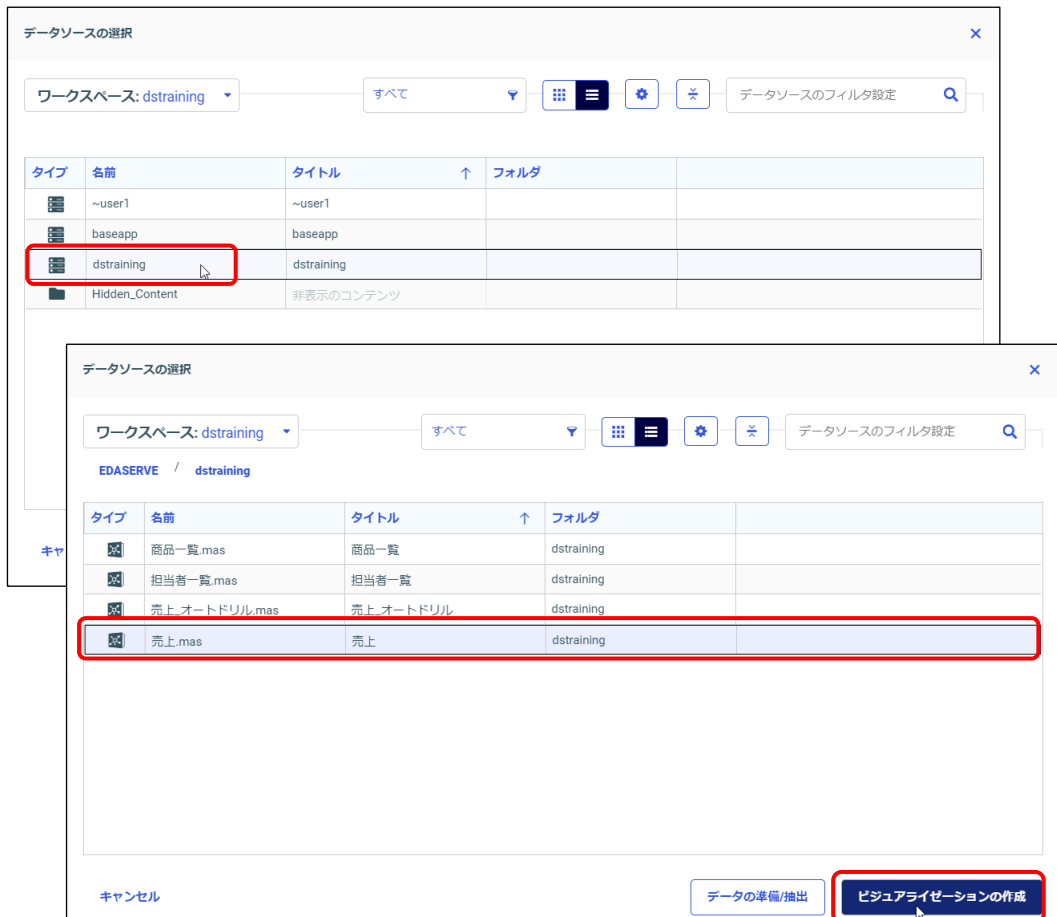 データソースの選択
ワークスペース: dstraining すべて データソースのフィルタ設定
タイプ 名前 タイトル フォルダ
~user1 ~user1
baseapp baseapp
dstraining dstraining
Hidden_Content 非表示のコンテンツ
キャ
データソースの選択
ワークスペース: dstraining すべて データソースのフィルタ設定
EDASERVE / dstraining
タイプ 名前 タイトル フォルダ
商品一覧.mas 商品一覧 dstraining
担当者一覧.mas 担当者一覧 dstraining
売上_オートドリル.mas 売上_オートドリル dstraining
売上.mas 売上 dstraining
キャンセル データの準備/抽出 ビジュアライゼーションの作成